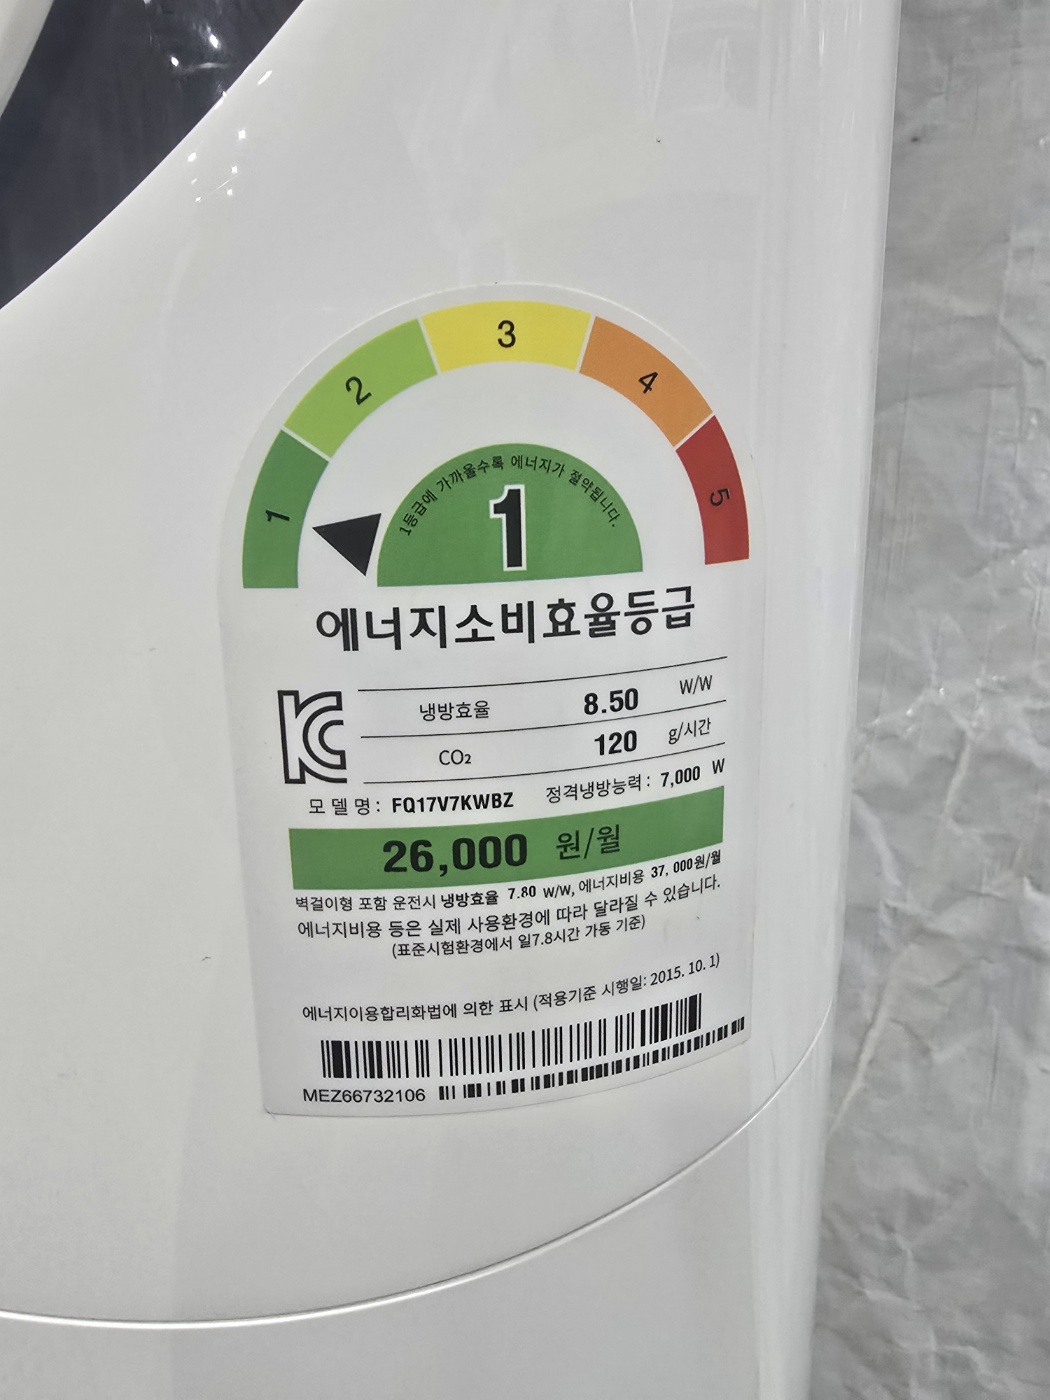 1
2
3
4
5
1등급에 가까울수록 에너지가 절약됩니다.
1
에너지소비효율등급
냉방효율 8.50 W/W
CO₂ 120 g/시간
모델명: FQ17V7KWBZ 정격냉방능력: 7,000 W
26,000 원/월
벽걸이형 포함 운전시 냉방효율 7.80 W/W, 에너지비용 37,000원/월
에너지비용 등은 실제 사용환경에 따라 달라질 수 있습니다.
(표준시험환경에서 일7.8시간 가동 기준)
에너지이용합리화법에 의한 표시 (적용기준 시행일: 2015. 10. 1)
MEZ66732106